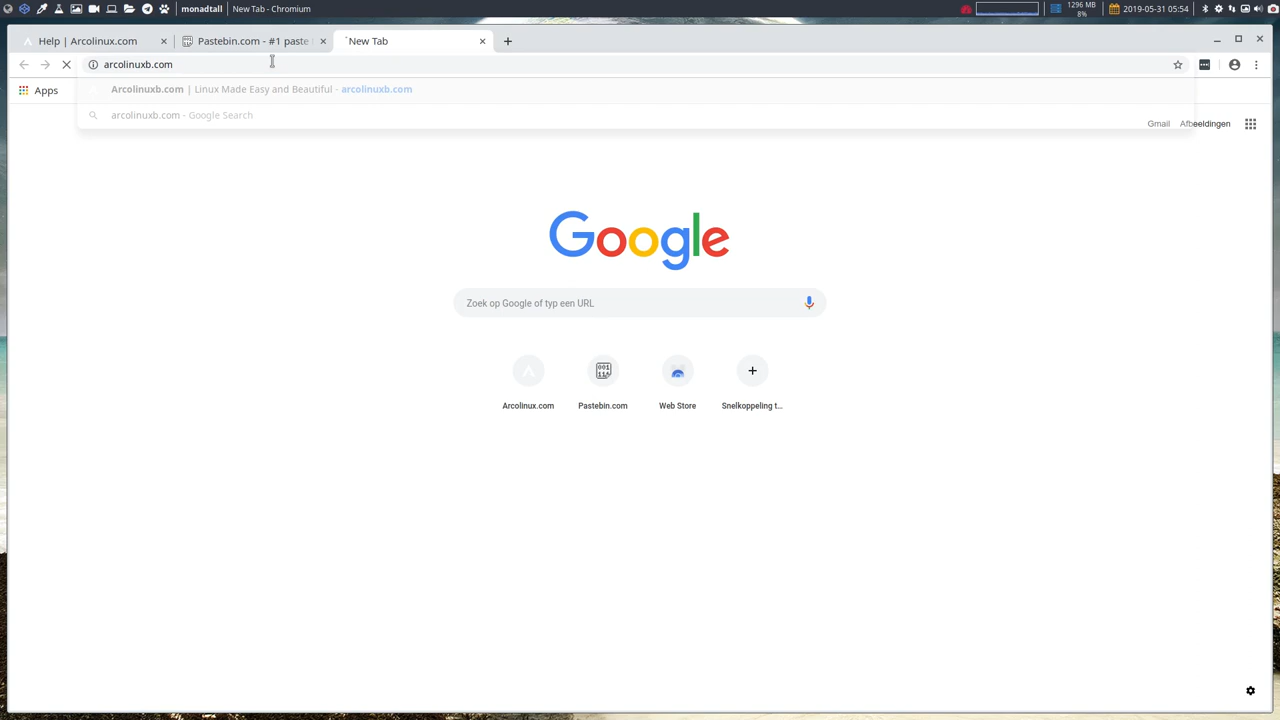 monadtall New Tab - Chromium 1296 MB 8% 2019-05-31 05:54
Help | Arcolinux.com Pastebin.com - #1 paste New Tab
arcolinuxb.com
Arcolinuxb.com | Linux Made Easy and Beautiful - arcolinuxb.com
Apps
arcolinuxb.com - Google Search
Gmail Afbeeldingen
Google
Zoek op Google of typ een URL
Arcolinux.com Pastebin.com Web Store Snelkoppeling t...